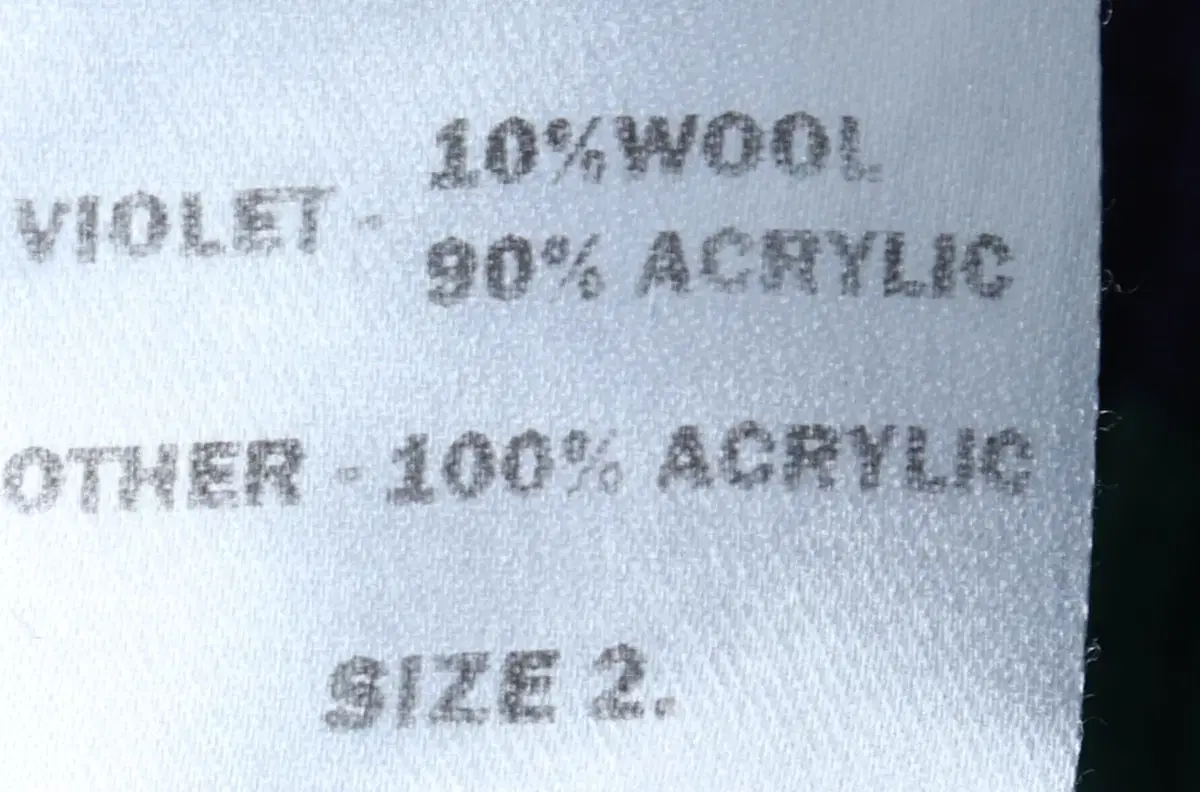 10%WOOL
VIOLET -
90% ACRYLIC
OTHER - 100% ACRYLIC
SIZE 2.